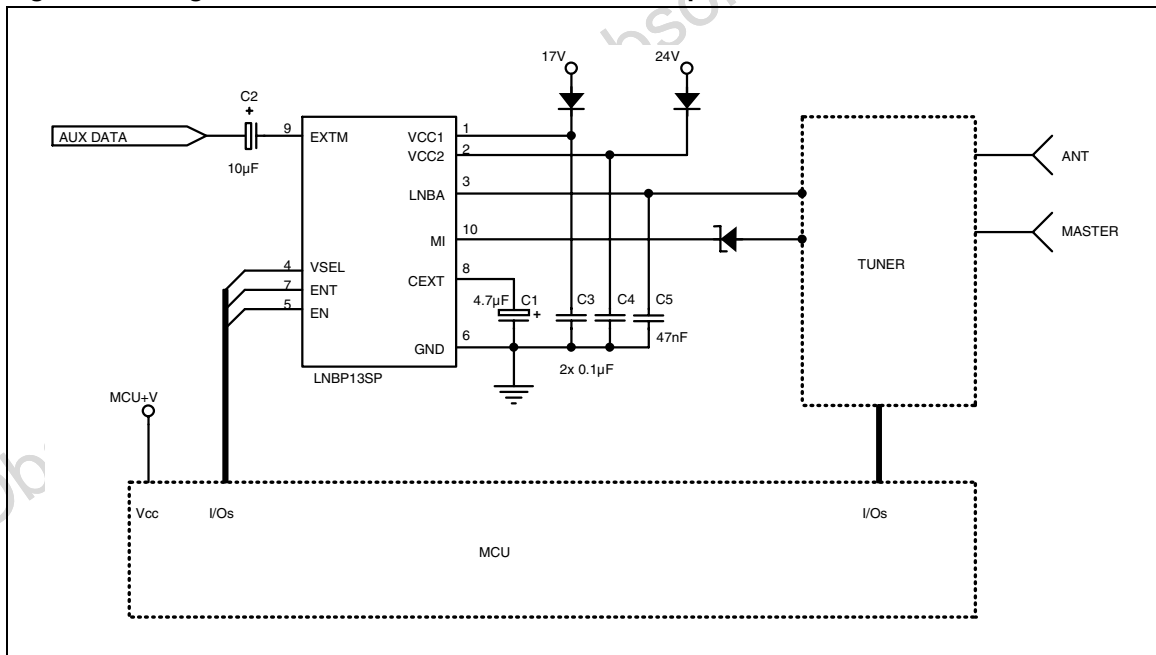 17V
24V
C2
+
AUX DATA
9
EXTM
10µF
VCC1
1
VCC2
2
LNBA
3
MI
10
CEXT
8
4.7µF
C1
+
C3
C4
C5
47nF
GND
6
2x 0.1µF
4
VSEL
7
ENT
5
EN
LNBP13SP
TUNER
ANT
MASTER
MCU+V
Vcc
I/Os
I/Os
MCU